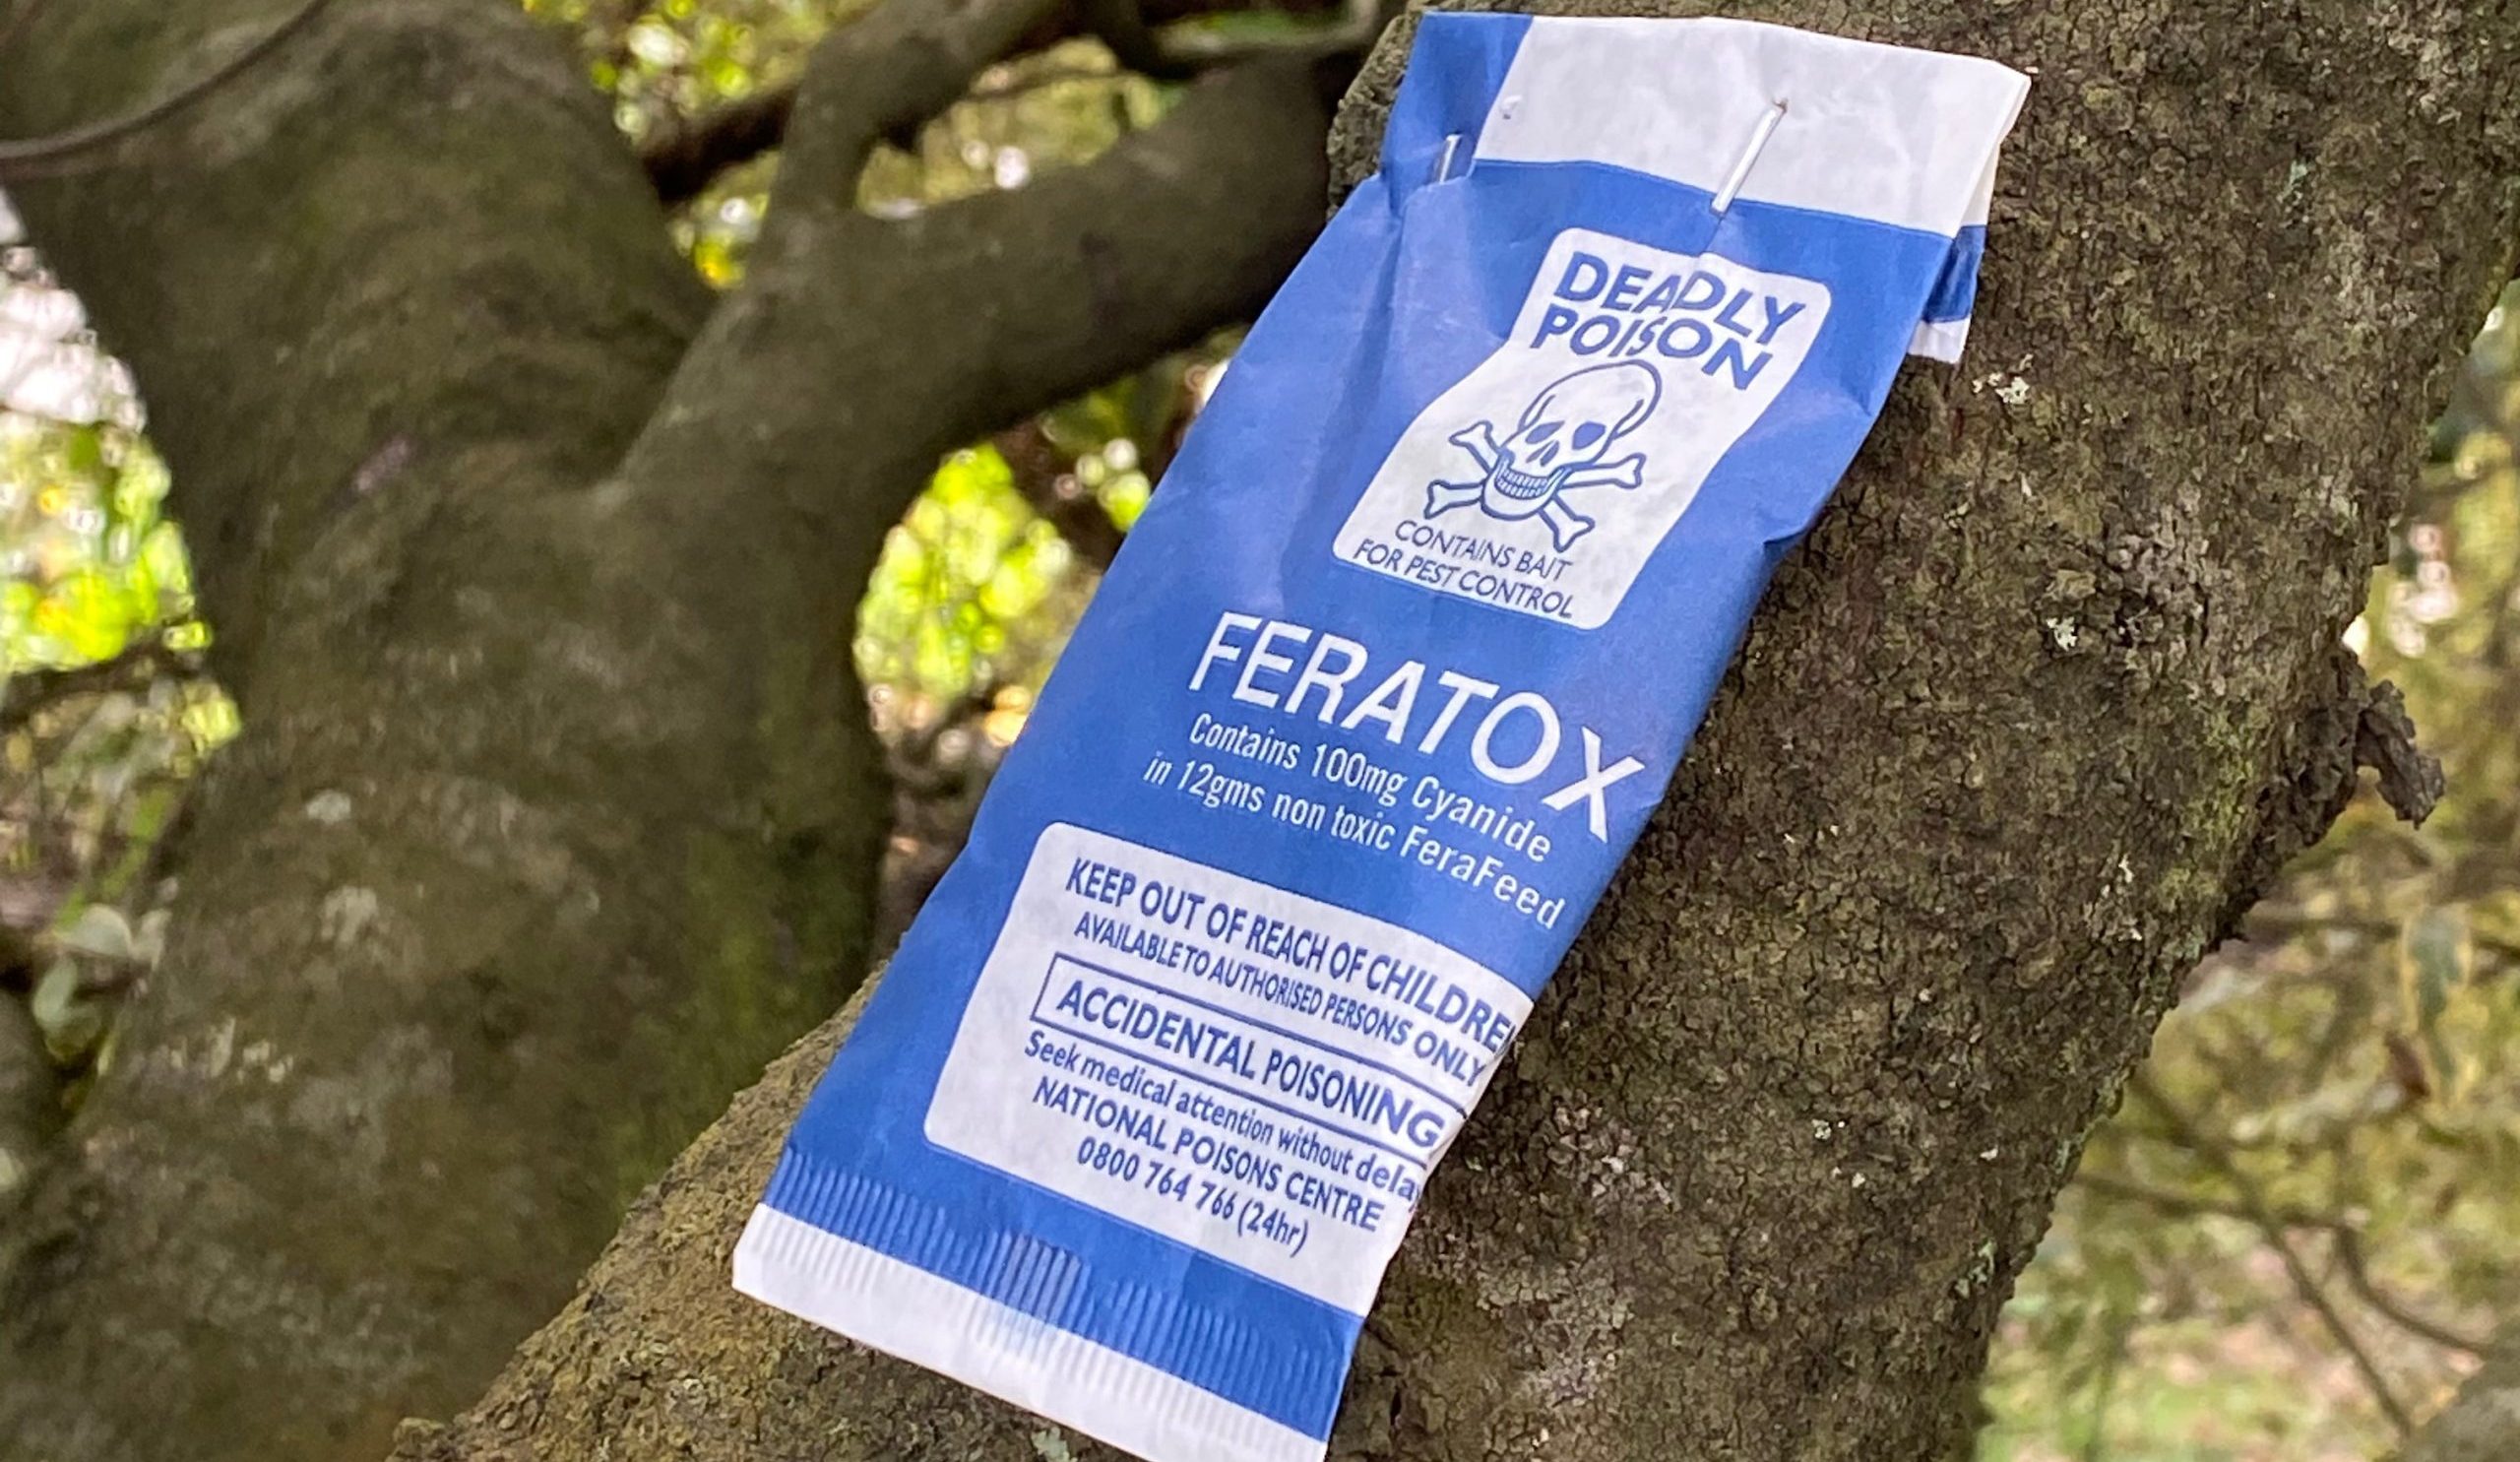 DEADLY
POISON
CONTAINS BAIT
FOR PEST CONTROL
FERATOX
Contains 100mg Cyanide
in 12gms non toxic FeraFeed
KEEP OUT OF REACH OF CHILDRE
AVAILABLE TO AUTHORISED PERSONS ONLY
ACCIDENTAL POISONING
Seek medical attention without delay
NATIONAL POISONS CENTRE
0800 764 766 (24hr)